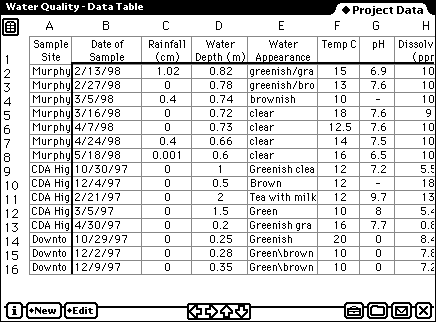 Water Quality - Data Table
Project Data
A B C D E F G H
1 Sample Site Date of Sample Rainfall (cm) Water Depth (m) Water Appearance Temp C pH Dissol (ppr
2 Murphy 2/13/98 1.02 0.82 greenish/gra 15 6.9 10
3 Murphy 2/27/98 0 0.78 greenish/bro 13 7.6 10
4 Murphy 3/5/98 0.4 0.74 brownish 10 - 10
5 Murphy 3/16/98 0 0.72 clear 18 7.6 9
6 Murphy 4/7/98 0 0.73 clear 12.5 7.6 10
7 Murphy 4/24/98 0.4 0.66 clear 14 7.5 10
8 Murphy 5/18/98 0.001 0.6 clear 16 6.5 10
9 CDA Hig 10/30/97 0 1 Greenish clea 12 7.2 5.5
10 CDA Hig 12/4/97 0 0.5 Brown 12 - 18
11 CDA Hig 2/21/97 0 2 Tea with milk 12 9.7 13
12 CDA Hig 3/5/97 0 1.5 Green 10 8 5.4
13 CDA Hig 4/30/97 0 0.2 Greenish gra 16 7.7 0.8
14 Downto 10/29/97 0 0.25 Greenish 20 0 8.4
15 Downto 12/2/97 0 0.28 Green\brown 10 0 7.8
16 Downto 12/9/97 0 0.35 Green\brown 10 0 7.2
i New Edit